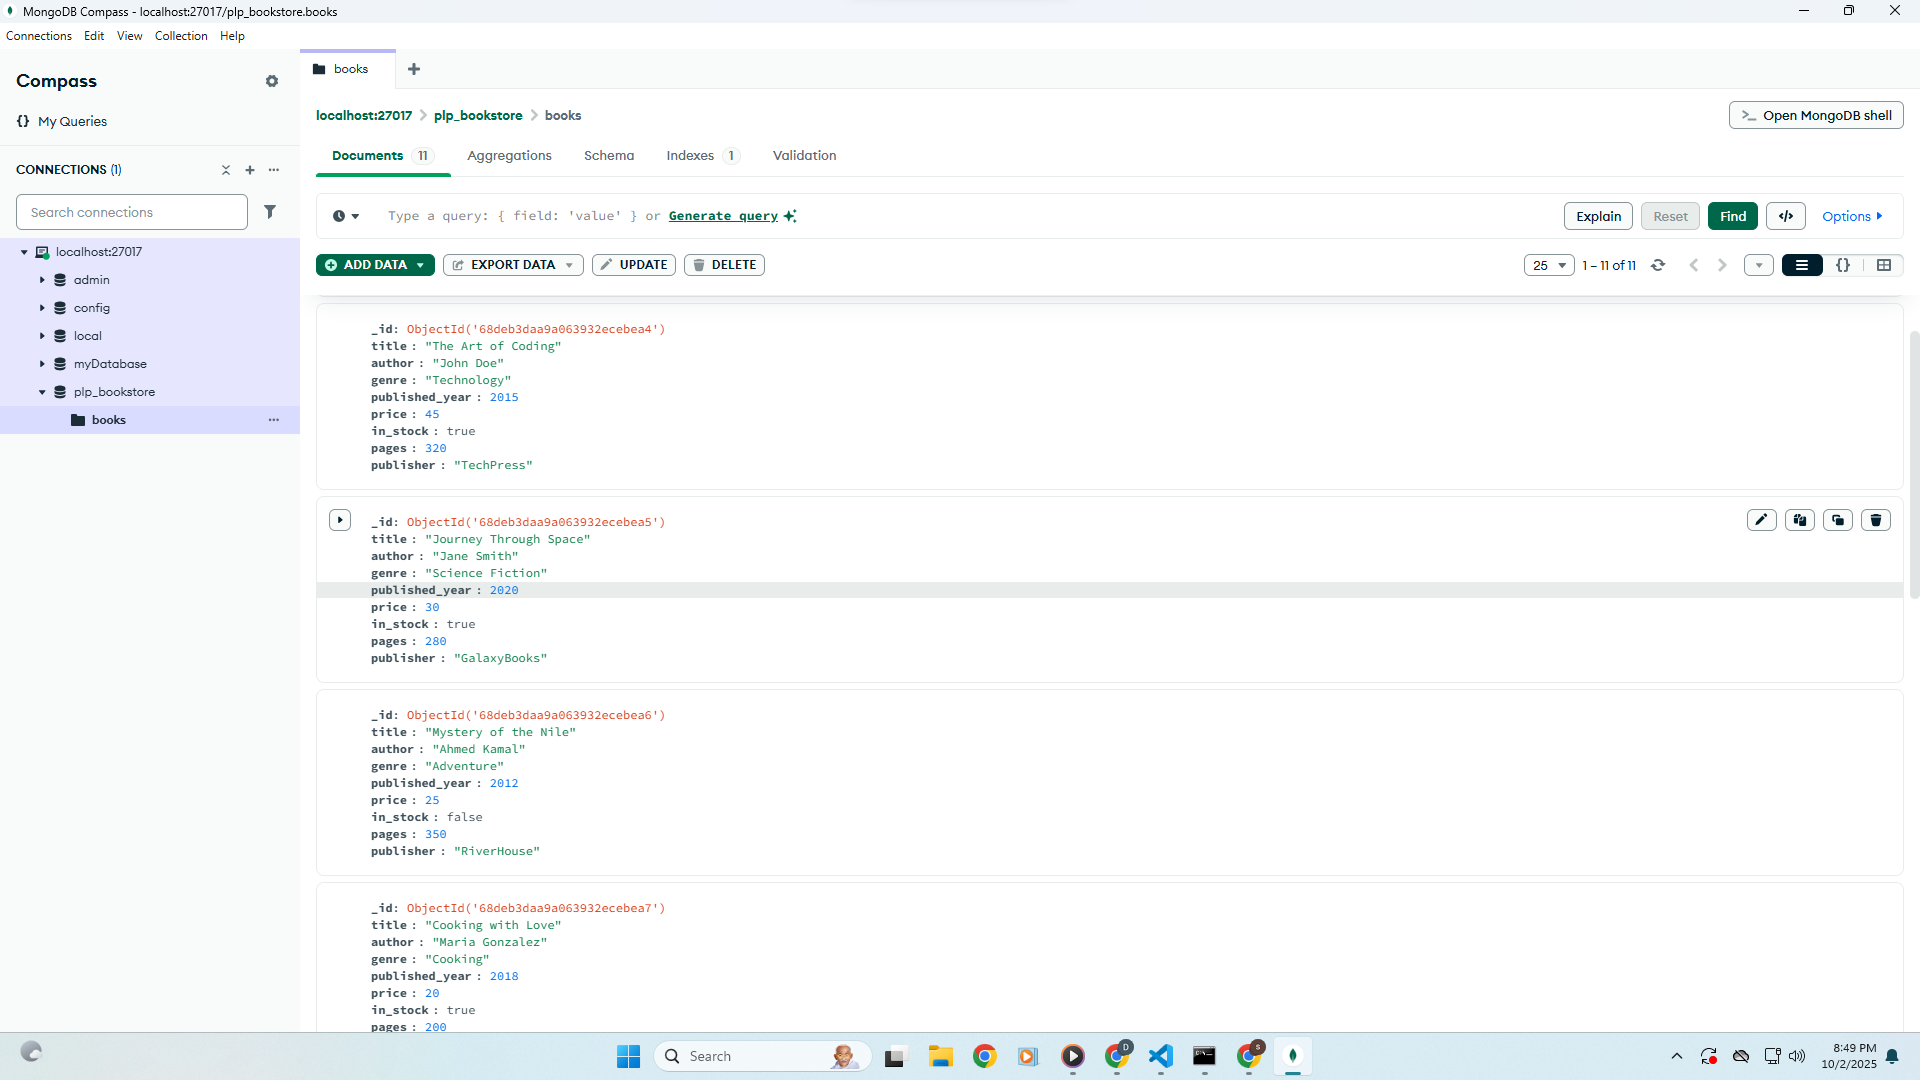 MongoDB Compass - localhost:27017/plp_bookstore.books
Connections Edit View Collection Help
Compass
My Queries
CONNECTIONS (1)
Search connections
localhost:27017
admin
config
local
myDatabase
plp_bookstore
books
books
localhost:27017 plp_bookstore books
Open MongoDB shell
Documents 11 Aggregations Schema Indexes 1 Validation
Type a query: { field: 'value' } or Generate query
Explain Reset Find </> Options
ADD DATA EXPORT DATA UPDATE DELETE
25 1 – 11 of 11 {}
_id: ObjectId('68deb3daa9a063932ecebea4')
title : "The Art of Coding"
author : "John Doe"
genre : "Technology"
published_year : 2015
price : 45
in_stock : true
pages : 320
publisher : "TechPress"
_id: ObjectId('68deb3daa9a063932ecebea5')
title : "Journey Through Space"
author : "Jane Smith"
genre : "Science Fiction"
published_year : 2020
price : 30
in_stock : true
pages : 280
publisher : "GalaxyBooks"
_id: ObjectId('68deb3daa9a063932ecebea6')
title : "Mystery of the Nile"
author : "Ahmed Kamal"
genre : "Adventure"
published_year : 2012
price : 25
in_stock : false
pages : 350
publisher : "RiverHouse"
_id: ObjectId('68deb3daa9a063932ecebea7')
title : "Cooking with Love"
author : "Maria Gonzalez"
genre : "Cooking"
published_year : 2018
price : 20
in_stock : true
pages : 200
Search
D
S
8:49 PM
10/2/2025